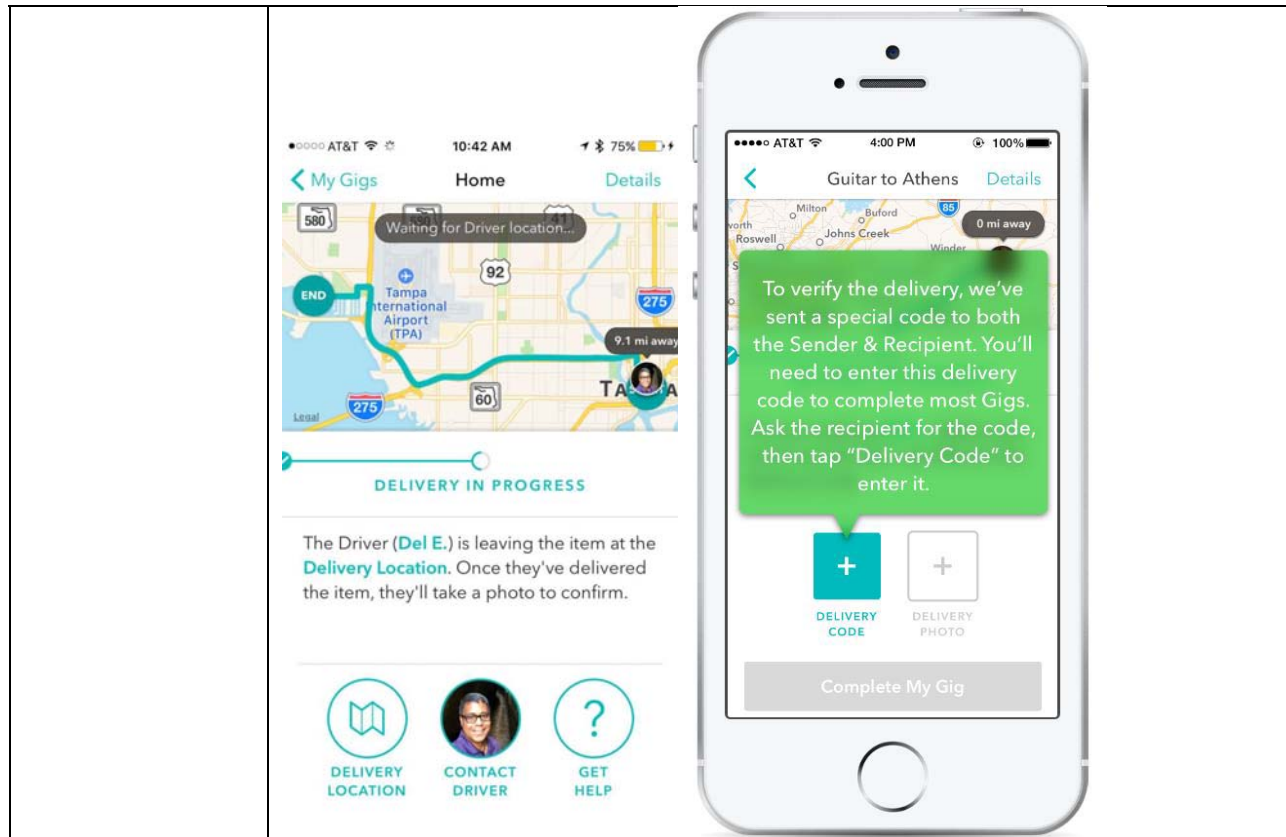 AT&T 10:42 AM 75%
My Gigs Home Details
580 41
Waiting for Driver location...
92
END
Tampa
International
Airport
(TPA)
275
9.1 mi away
60
275
Legal
DELIVERY IN PROGRESS
The Driver (Del E.) is leaving the item at the
Delivery Location. Once they've delivered
the item, they'll take a photo to confirm.
?
DELIVERY
LOCATION
CONTACT
DRIVER
GET
HELP
AT&T 4:00 PM 100%
Guitar to Athens Details
Milton
Buford
85
0 mi away
Roswell
Johns Creek
Winder
To verify the delivery, we've
sent a special code to both
the Sender & Recipient. You'll
need to enter this delivery
code to complete most Gigs.
Ask the recipient for the code,
then tap "Delivery Code" to
enter it.
+ +
DELIVERY
CODE
DELIVERY
PHOTO
Complete My Gig